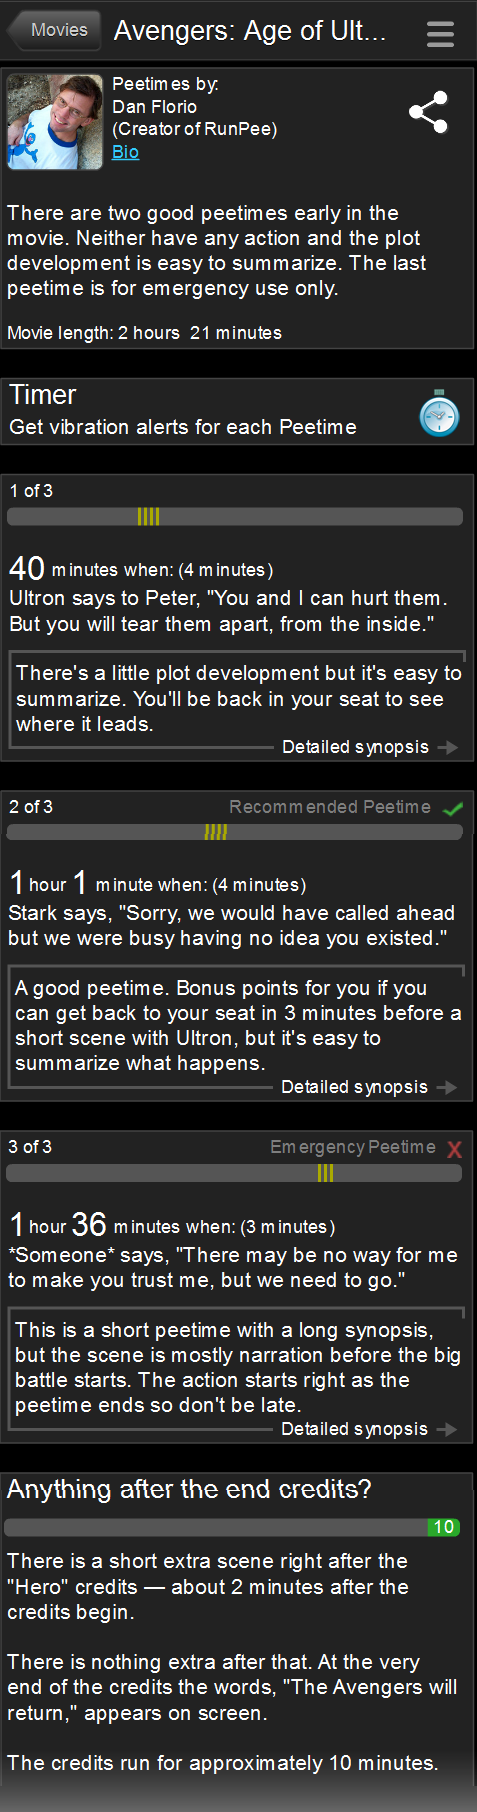 Movies
Avengers: Age of Ult...
Peetimes by:
Dan Florio
(Creator of RunPee)
Bio
There are two good peetimes early in the
movie. Neither have any action and the plot
development is easy to summarize. The last
peetime is for emergency use only.
Movie length: 2 hours 21 minutes
Timer
Get vibration alerts for each Peetime
1 of 3
40 minutes when: (4 minutes)
Ultron says to Peter, "You and I can hurt them.
But you will tear them apart, from the inside."
There's a little plot development but it's easy to
summarize. You'll be back in your seat to see
where it leads.
Detailed synopsis
2 of 3 Recommended Peetime
1 hour 1 minute when: (4 minutes)
Stark says, "Sorry, we would have called ahead
but we were busy having no idea you existed."
A good peetime. Bonus points for you if you
can get back to your seat in 3 minutes before a
short scene with Ultron, but it's easy to
summarize what happens.
Detailed synopsis
3 of 3 Emergency Peetime X
1 hour 36 minutes when: (3 minutes)
*Someone* says, "There may be no way for me
to make you trust me, but we need to go."
This is a short peetime with a long synopsis,
but the scene is mostly narration before the big
battle starts. The action starts right as the
peetime ends so don't be late.
Detailed synopsis
Anything after the end credits?
10
There is a short extra scene right after the
"Hero" credits — about 2 minutes after the
credits begin.
There is nothing extra after that. At the very
end of the credits the words, "The Avengers will
return," appears on screen.
The credits run for approximately 10 minutes.